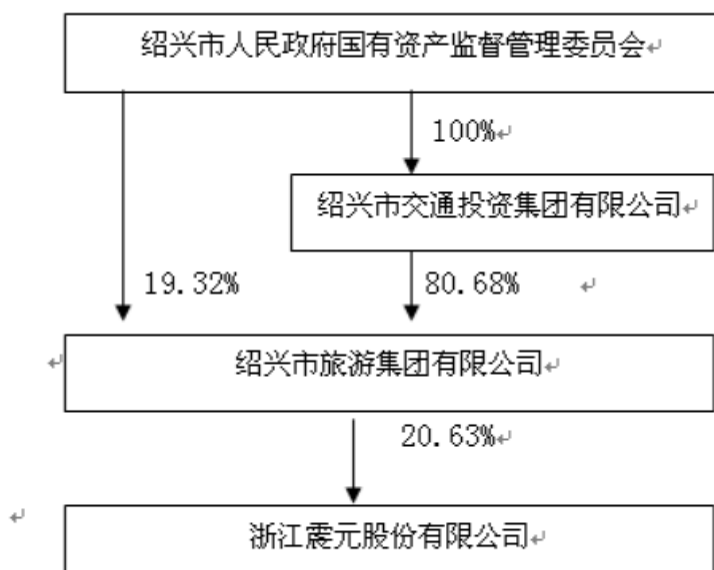 绍兴市人民政府国有资产监督管理委员会
100%
绍兴市交通投资集团有限公司
19.32%
80.68%
绍兴市旅游集团有限公司
20.63%
浙江震元股份有限公司